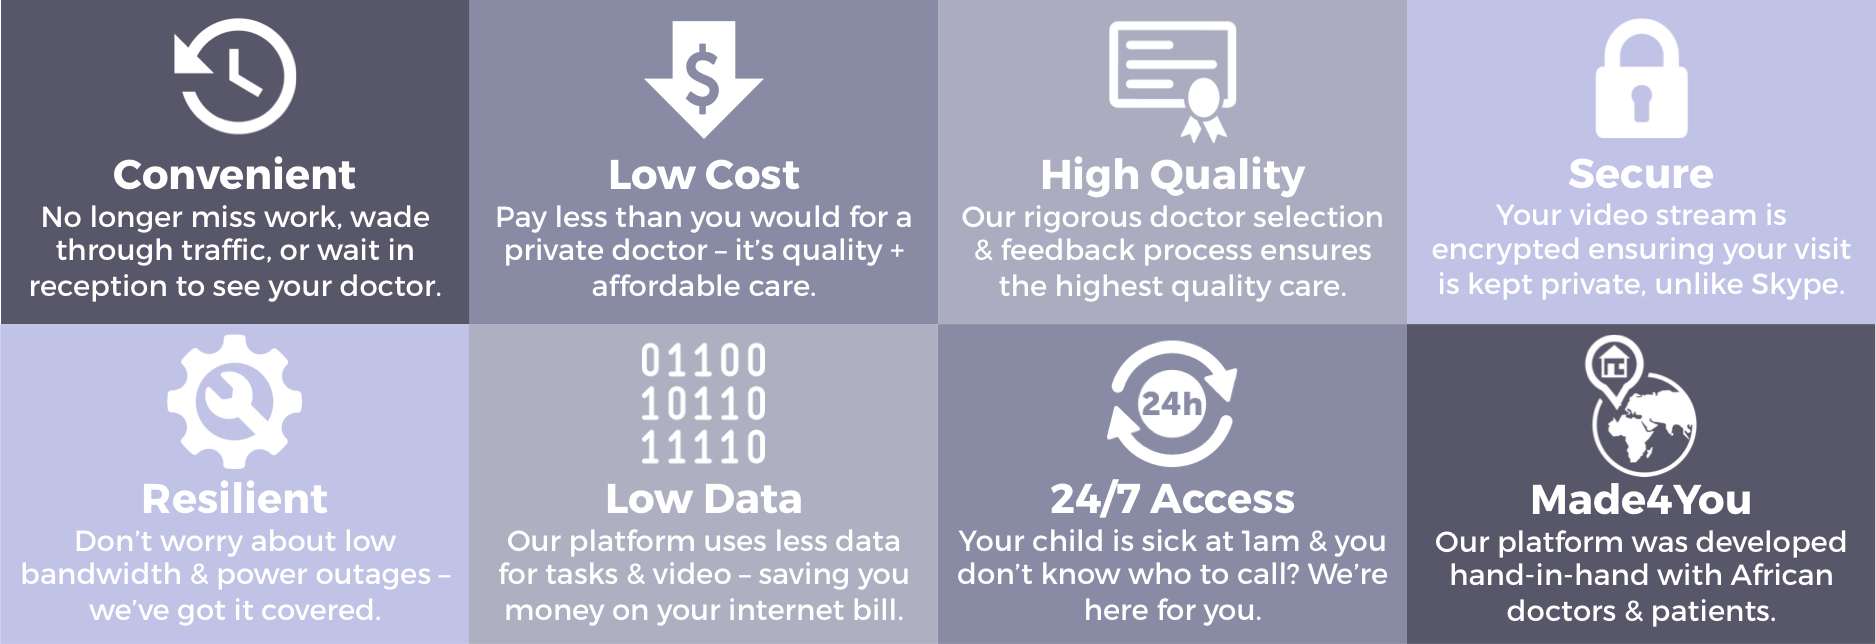 Convenient
No longer miss work, wade
through traffic, or wait in
reception to see your doctor.
$
Low Cost
Pay less than you would for a
private doctor – it's quality +
affordable care.
High Quality
Our rigorous doctor selection
& feedback process ensures
the highest quality care.
Secure
Your video stream is
encrypted ensuring your visit
is kept private, unlike Skype.
Resilient
Don't worry about low
bandwidth & power outages –
we've got it covered.
01100
10110
11110
Low Data
Our platform uses less data
for tasks & video – saving you
money on your internet bill.
24h
24/7 Access
Your child is sick at 1am & you
don't know who to call? We're
here for you.
Made4You
Our platform was developed
hand-in-hand with African
doctors & patients.